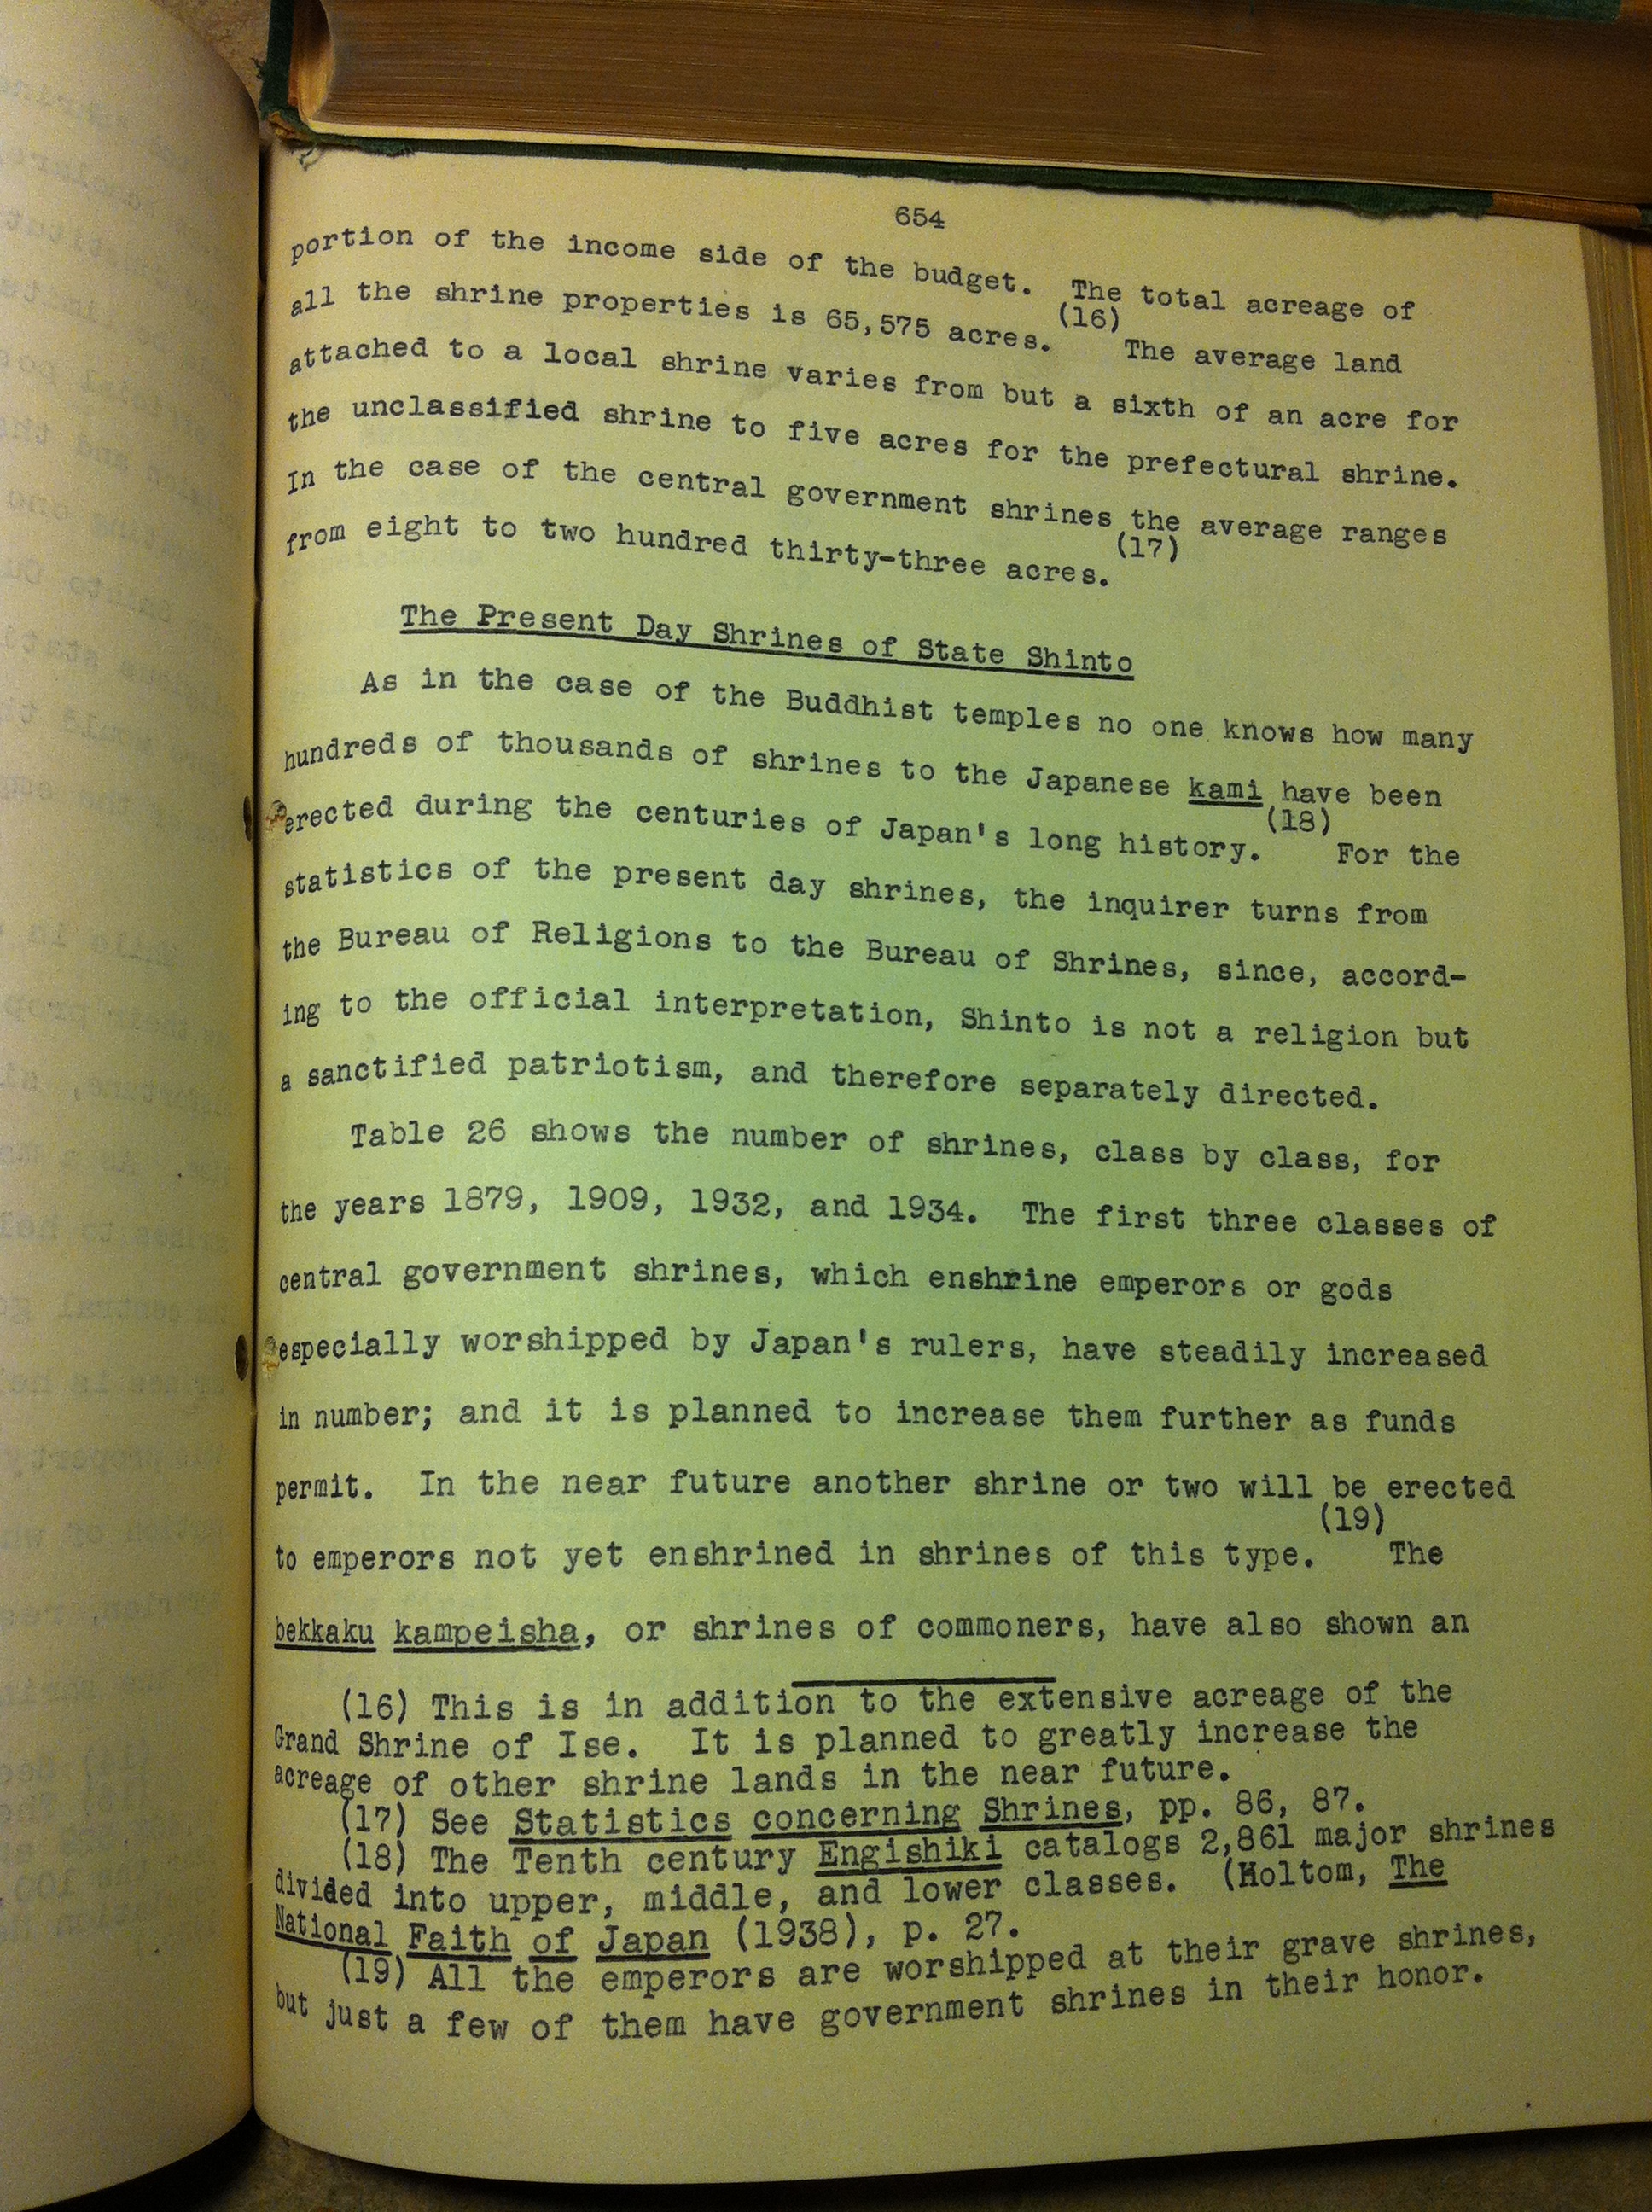 654
portion of the income side of the budget. The total acreage of
all the shrine properties is 65,575 acres.(16) The average land
attached to a local shrine varies from but a sixth of an acre for
the unclassified shrine to five acres for the prefectural shrine.
In the case of the central government shrines the average ranges
from eight to two hundred thirty-three acres.(17)
The Present Day Shrines of State Shinto
As in the case of the Buddhist temples no one knows how many
hundreds of thousands of shrines to the Japanese kami have been
erected during the centuries of Japan's long history.(18) For the
statistics of the present day shrines, the inquirer turns from
the Bureau of Religions to the Bureau of Shrines, since, accord-
ing to the official interpretation, Shinto is not a religion but
a sanctified patriotism, and therefore separately directed.
Table 26 shows the number of shrines, class by class, for
the years 1879, 1909, 1932, and 1934. The first three classes of
central government shrines, which enshrine emperors or gods
especially worshipped by Japan's rulers, have steadily increased
in number; and it is planned to increase them further as funds
permit. In the near future another shrine or two will be erected
to emperors not yet enshrined in shrines of this type.(19) The
bekkaku kampeisha, or shrines of commoners, have also shown an
(16) This is in addition to the extensive acreage of the
Grand Shrine of Ise. It is planned to greatly increase the
acreage of other shrine lands in the near future.
(17) See Statistics concerning Shrines, pp. 86, 87.
(18) The Tenth century Engishiki catalogs 2,861 major shrines
divided into upper, middle, and lower classes. (Holtom, The
National Faith of Japan (1938), p. 27.
(19) All the emperors are worshipped at their grave shrines,
but just a few of them have government shrines in their honor.